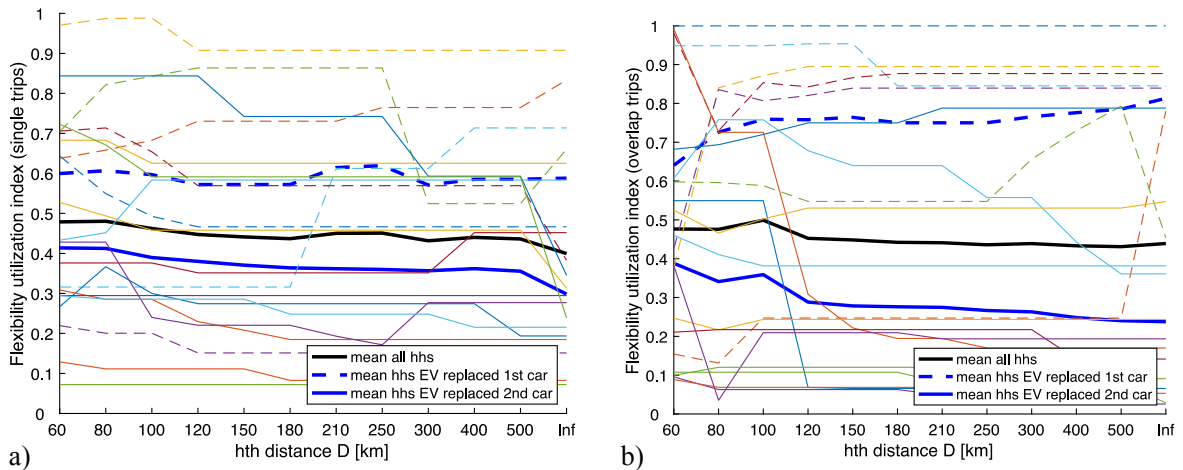 a)
Flexibility utilization index (single trips)
1
0.9
0.8
0.7
0.6
0.5
0.4
0.3
0.2
0.1
0
mean all hhs
mean hhs EV replaced 1st car
mean hhs EV replaced 2nd car
60 80 100 120 150 180 210 250 300 400 500 Inf
hth distance D [km]
b)
Flexibility utilization index (overlap trips)
1
0.9
0.8
0.7
0.6
0.5
0.4
0.3
0.2
0.1
0
mean all hhs
mean hhs EV replaced 1st car
mean hhs EV replaced 2nd car
60 80 100 120 150 180 210 250 300 400 500 Inf
hth distance D [km]